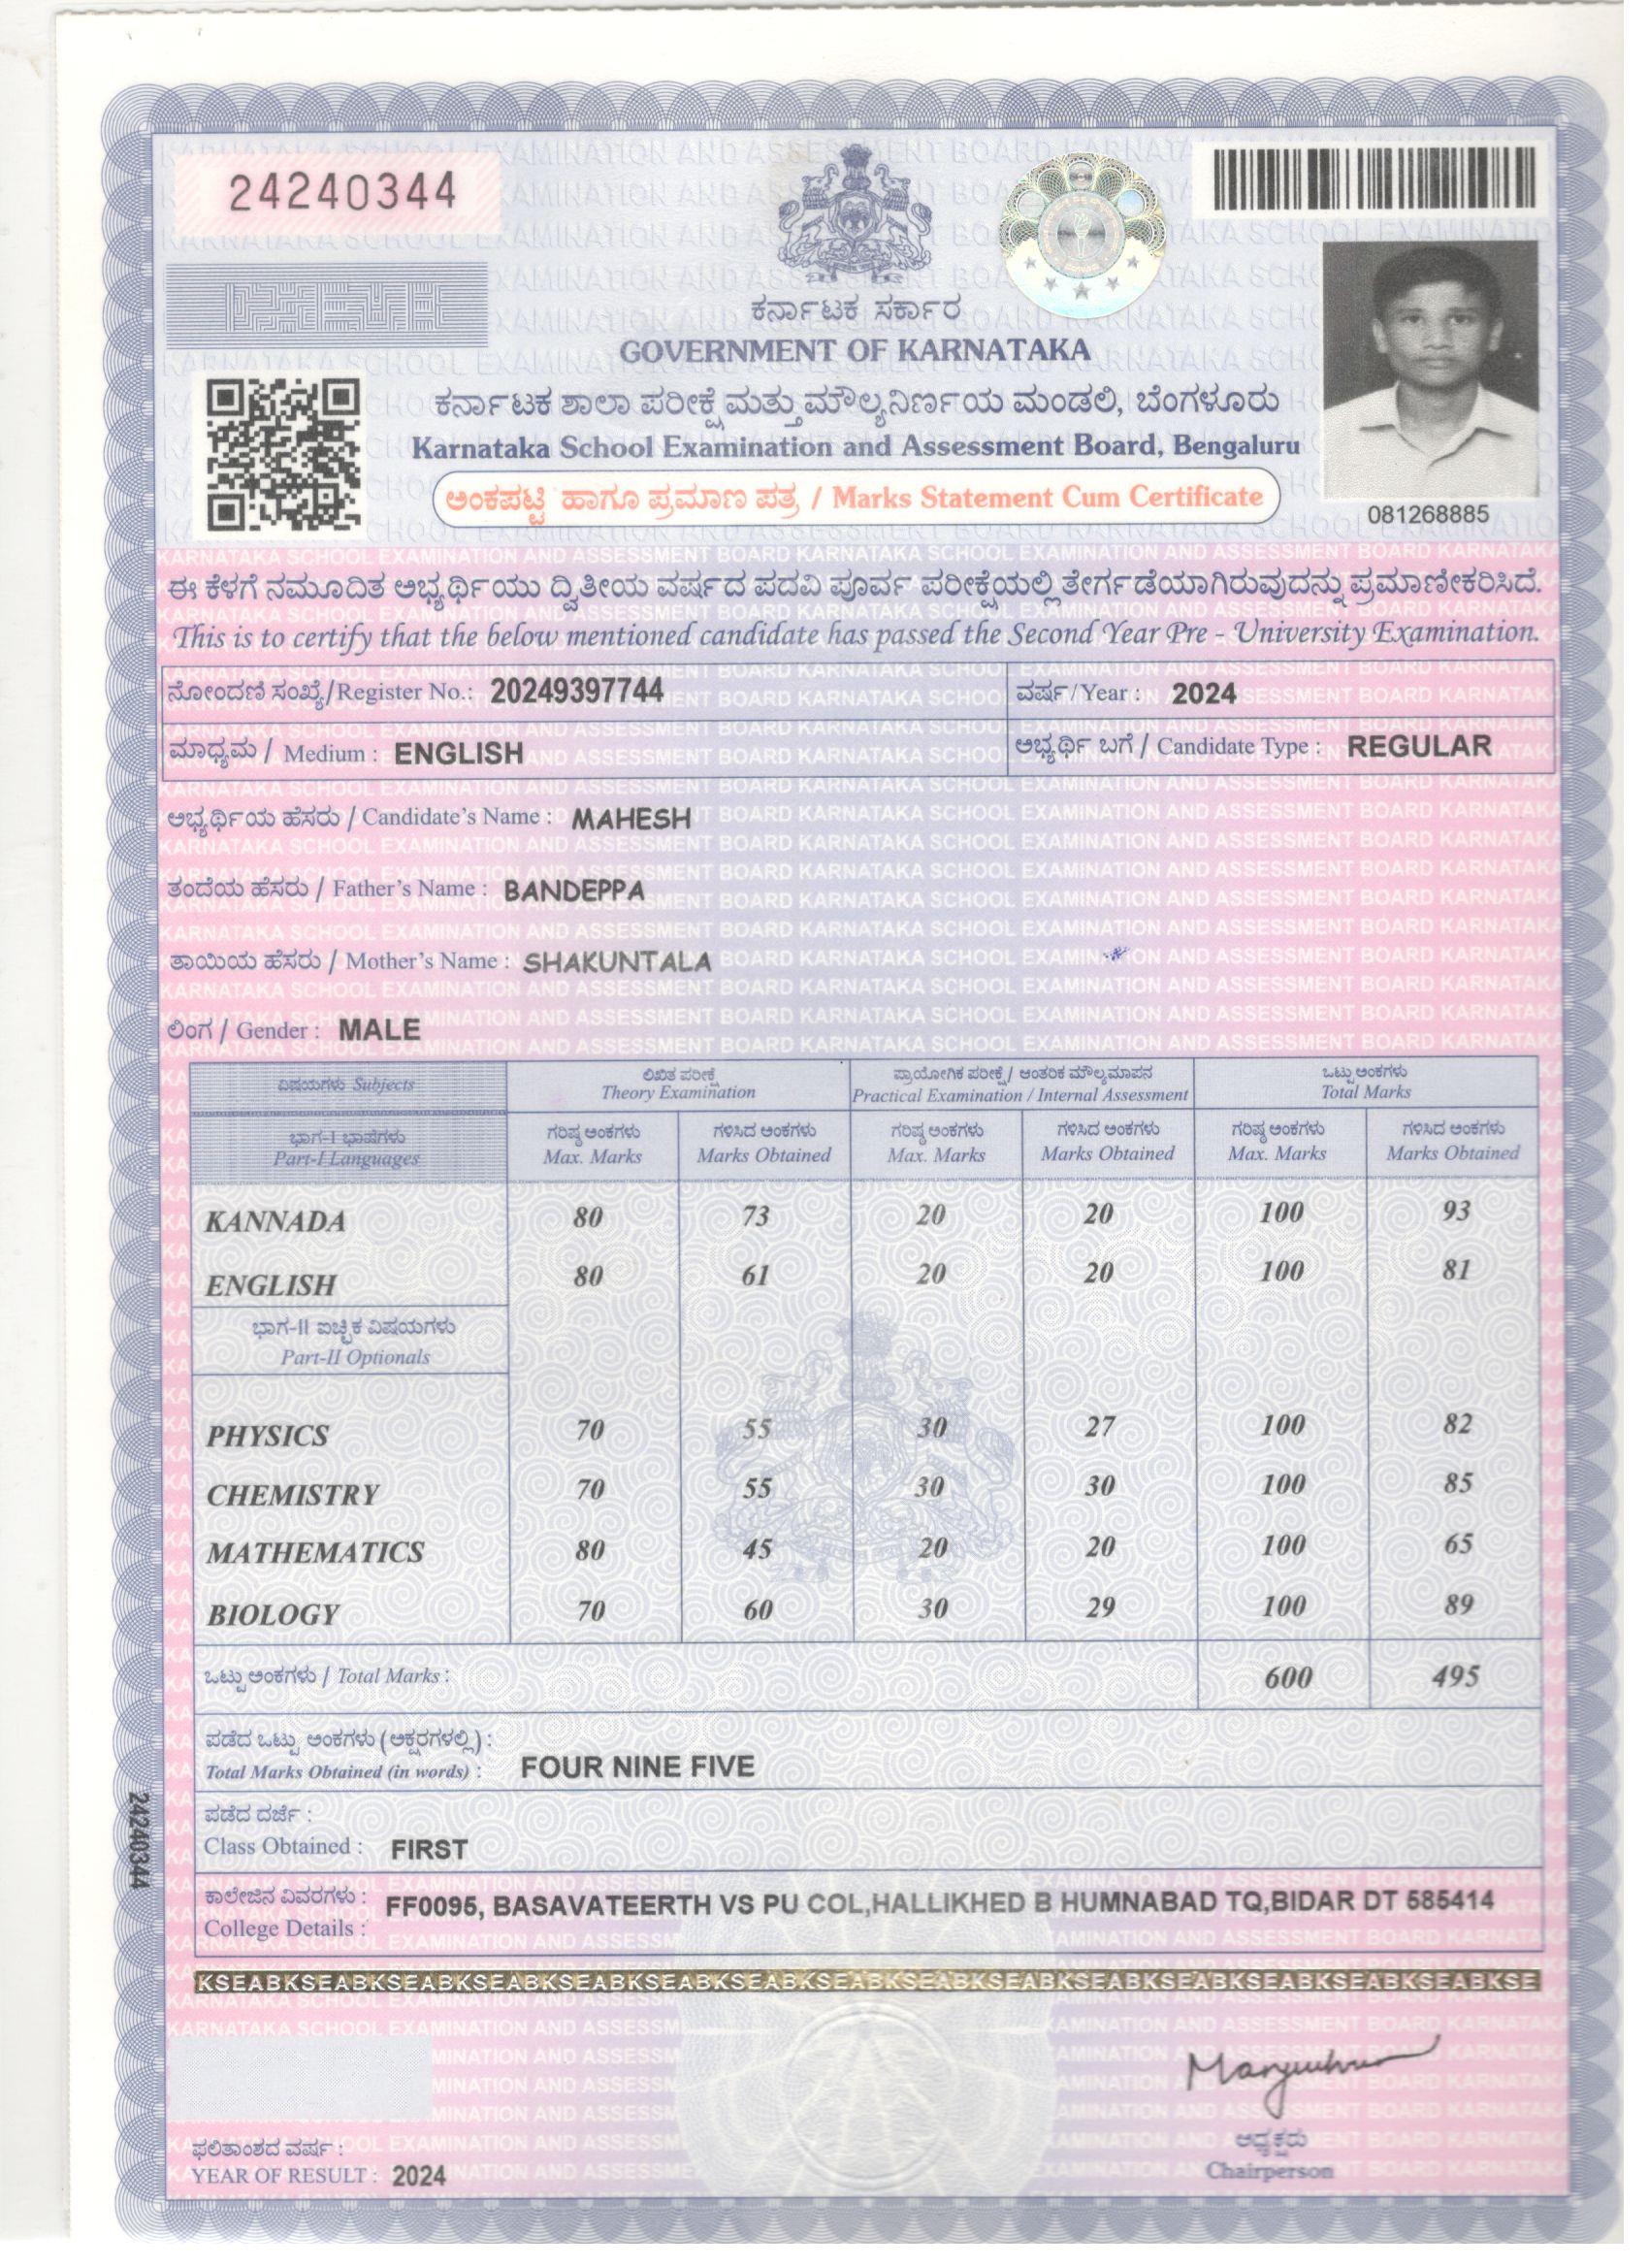 24240344
ಕರ್ನಾಟಕ ಸರ್ಕಾರ
GOVERNMENT OF KARNATAKA
ಕರ್ನಾಟಕ ಶಾಲಾ ಪರೀಕ್ಷೆ ಮತ್ತು ಮೌಲ್ಯನಿರ್ಣಯ ಮಂಡಲಿ, ಬೆಂಗಳೂರು
Karnataka School Examination and Assessment Board, Bengaluru
ಅಂಕಪಟ್ಟಿ ಹಾಗೂ ಪ್ರಮಾಣ ಪತ್ರ / Marks Statement Cum Certificate
081268885
ಈ ಕೆಳಗೆ ನಮೂದಿತ ಅಭ್ಯರ್ಥಿಯು ದ್ವಿತೀಯ ವರ್ಷದ ಪದವಿ ಪೂರ್ವ ಪರೀಕ್ಷೆಯಲ್ಲಿ ತೇರ್ಗಡೆಯಾಗಿರುವುದನ್ನು ಪ್ರಮಾಣೀಕರಿಸಿದೆ.
This is to certify that the below mentioned candidate has passed the Second Year Pre - University Examination.
ನೋಂದಣಿ ಸಂಖ್ಯೆ/Register No.: 20249397744 ವರ್ಷ/Year : 2024
ಮಾಧ್ಯಮ / Medium : ENGLISH ಅಭ್ಯರ್ಥಿ ಬಗೆ / Candidate Type : REGULAR
ಅಭ್ಯರ್ಥಿಯ ಹೆಸರು / Candidate's Name : MAHESH
ತಂದೆಯ ಹೆಸರು / Father's Name : BANDEPPA
ತಾಯಿಯ ಹೆಸರು / Mother's Name : SHAKUNTALA
ಲಿಂಗ / Gender : MALE
ವಿಷಯಗಳು Subjects ಲಿಖಿತ ಪರೀಕ್ಷೆ ಪ್ರಾಯೋಗಿಕ ಪರೀಕ್ಷೆ / ಆಂತರಿಕ ಮೌಲ್ಯಮಾಪನ ಒಟ್ಟು ಅಂಕಗಳು
Theory Examination Practical Examination / Internal Assessment Total Marks
ಭಾಗ-I ಭಾಷೆಗಳು ಗರಿಷ್ಠ ಅಂಕಗಳು ಗಳಿಸಿದ ಅಂಕಗಳು ಗರಿಷ್ಠ ಅಂಕಗಳು ಗಳಿಸಿದ ಅಂಕಗಳು ಗರಿಷ್ಠ ಅಂಕಗಳು ಗಳಿಸಿದ ಅಂಕಗಳು
Part-I Languages Max. Marks Marks Obtained Max. Marks Marks Obtained Max. Marks Marks Obtained
KANNADA 80 73 20 20 100 93
ENGLISH 80 61 20 20 100 81
ಭಾಗ-II ಐಚ್ಛಿಕ ವಿಷಯಗಳು
Part-II Optionals
PHYSICS 70 55 30 27 100 82
CHEMISTRY 70 55 30 30 100 85
MATHEMATICS 80 45 20 20 100 65
BIOLOGY 70 60 30 29 100 89
ಒಟ್ಟು ಅಂಕಗಳು / Total Marks : 600 495
ಪಡೆದ ಒಟ್ಟು ಅಂಕಗಳು (ಅಕ್ಷರಗಳಲ್ಲಿ) :
Total Marks Obtained (in words) : FOUR NINE FIVE
ಪಡೆದ ದರ್ಜೆ :
Class Obtained : FIRST
24240344
ಕಾಲೇಜಿನ ವಿವರಗಳು :
College Details : FF0095, BASAVATEERTH VS PU COL,HALLIKHED B HUMNABAD TQ,BIDAR DT 585414
KSEABKSEABKSEABKSEABKSEABKSEABKSEABKSEABKSEABKSEABKSEABKSEABKSEABKSEABKSEABKSE
ಫಲಿತಾಂಶದ ವರ್ಷ :
YEAR OF RESULT : 2024
ಅಧ್ಯಕ್ಷರು
Chairperson